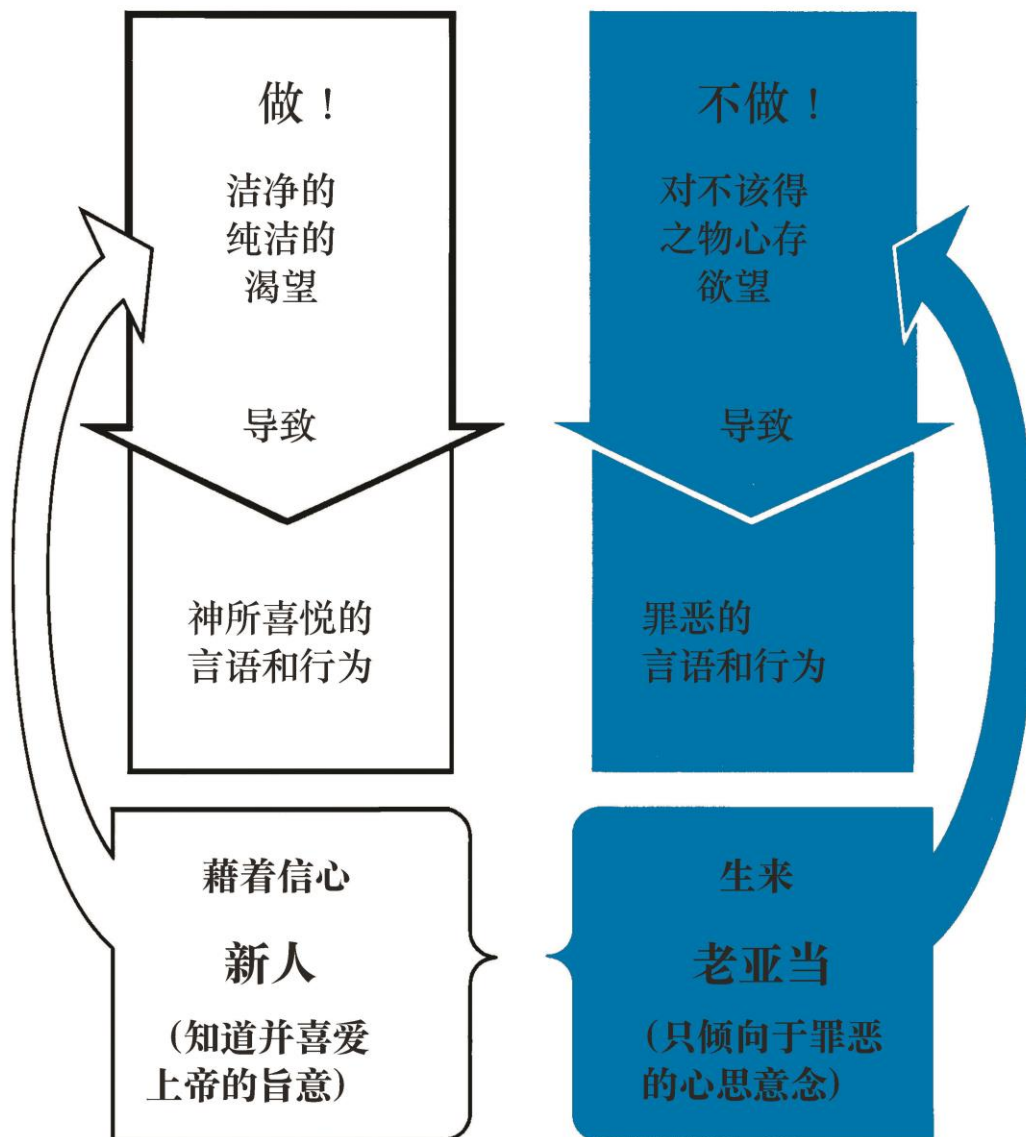 做！
洁净的
纯洁的
渴望
导致
神所喜悦的
言语和行为
藉着信心
新人
（知道并喜爱
上帝的旨意）
不做！
对不该得
之物心存
欲望
导致
罪恶的
言语和行为
生来
老亚当
（只倾向于罪恶
的心思意念）